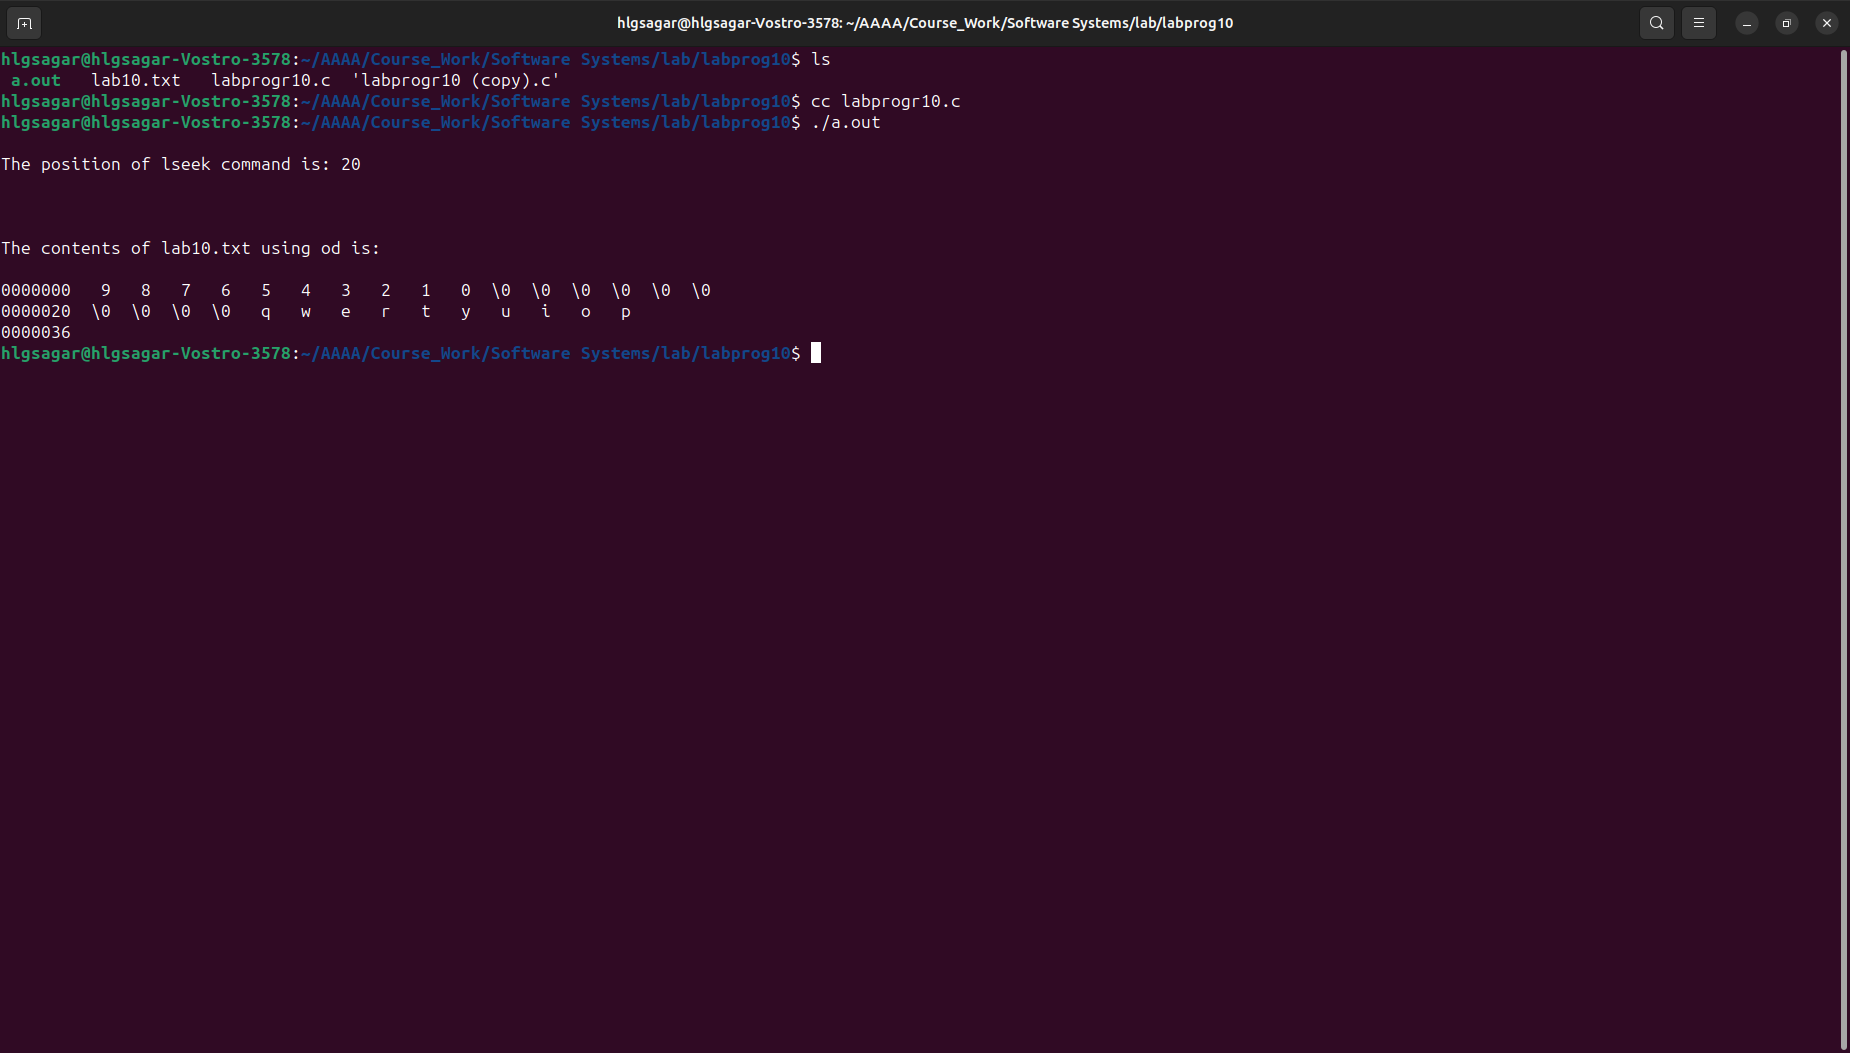 hlgsagar@hlgsagar-Vostro-3578: ~/AAAA/Course_Work/Software Systems/lab/labprog10
hlgsagar@hlgsagar-Vostro-3578:~/AAAA/Course_Work/Software Systems/lab/labprog10$ ls
 a.out   lab10.txt   labprogr10.c  'labprogr10 (copy).c'
hlgsagar@hlgsagar-Vostro-3578:~/AAAA/Course_Work/Software Systems/lab/labprog10$ cc labprogr10.c
hlgsagar@hlgsagar-Vostro-3578:~/AAAA/Course_Work/Software Systems/lab/labprog10$ ./a.out
The position of lseek command is: 20
The contents of lab10.txt using od is:
0000000   9   8   7   6   5   4   3   2   1   0  \0  \0  \0  \0  \0  \0
0000020  \0  \0  \0  \0   q   w   e   r   t   y   u   i   o   p
0000036
hlgsagar@hlgsagar-Vostro-3578:~/AAAA/Course_Work/Software Systems/lab/labprog10$